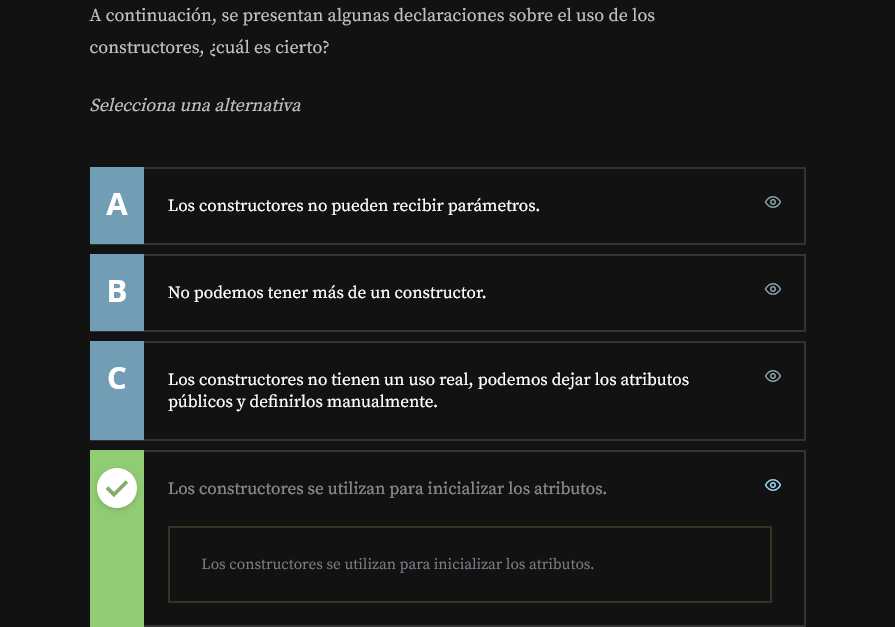 A continuación, se presentan algunas declaraciones sobre el uso de los
constructores, ¿cuál es cierto?
Selecciona una alternativa
A
Los constructores no pueden recibir parámetros.
B
No podemos tener más de un constructor.
C
Los constructores no tienen un uso real, podemos dejar los atributos
públicos y definirlos manualmente.
Los constructores se utilizan para inicializar los atributos.
Los constructores se utilizan para inicializar los atributos.